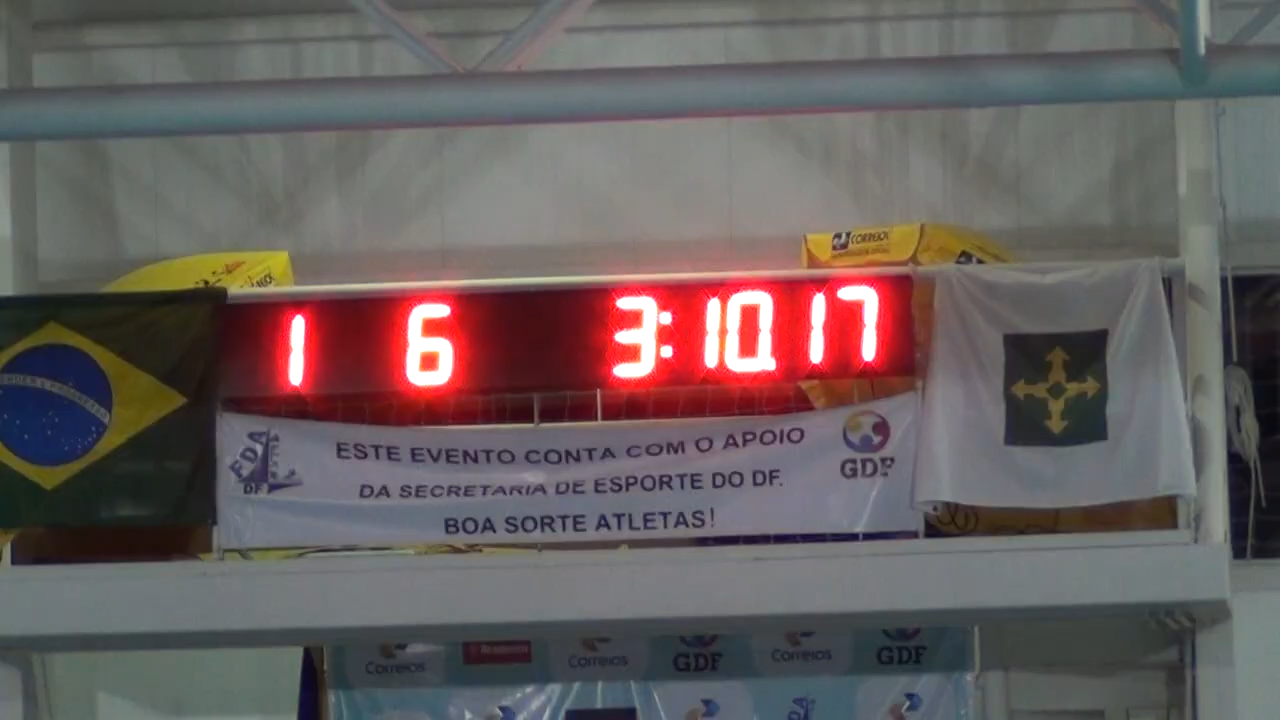 CORREIOS
1 6 3:10.17
ESTE EVENTO CONTA COM O APOIO
DA SECRETARIA DE ESPORTE DO DF.
BOA SORTE ATLETAS!
FDA
DF
GDF
Correios
Correios
GDF
Correios
GDF